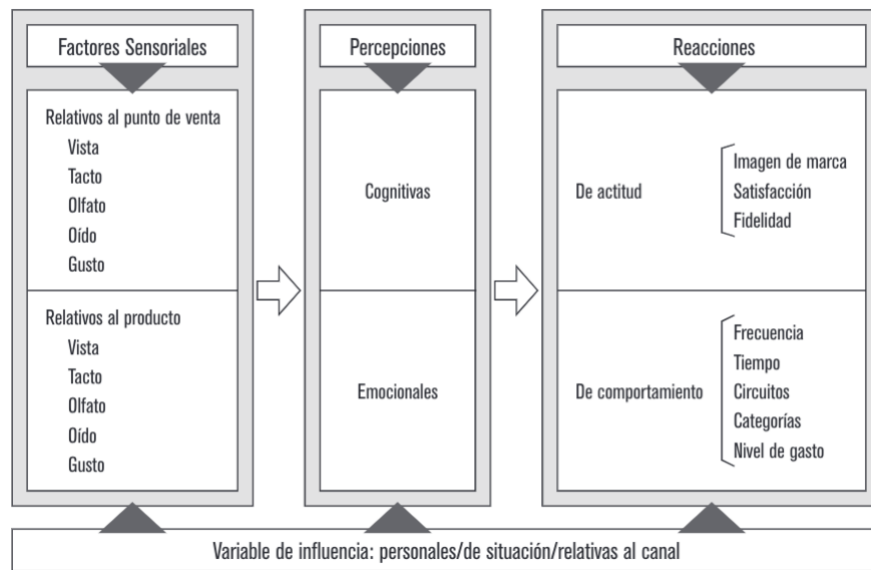 Factores Sensoriales
Relativos al punto de venta
Vista
Tacto
Olfato
Oído
Gusto
Relativos al producto
Vista
Tacto
Olfato
Oído
Gusto
Percepciones
Cognitivas
Emocionales
Reacciones
De actitud
Imagen de marca
Satisfacción
Fidelidad
De comportamiento
Frecuencia
Tiempo
Circuitos
Categorías
Nivel de gasto
Variable de influencia: personales/de situación/relativas al canal